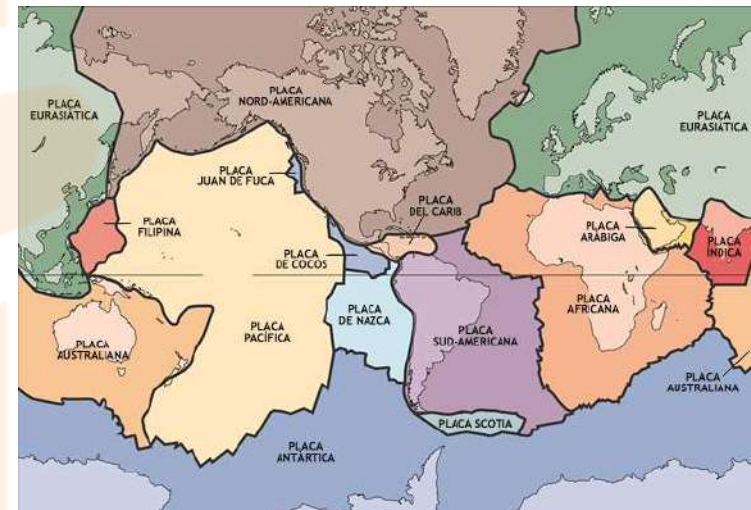 PLACA
EURASIÀTICA
PLACA
NORD-AMERICANA
PLACA
EURASIÀTICA
PLACA
JUAN DE FUCA
PLACA
DEL CARIB
PLACA
FILIPINA
PLACA
DE COCOS
PLACA
ARÀBIGA
PLACA
ÍNDICA
PLACA
AUSTRALIANA
PLACA
PACÍFICA
PLACA
DE NAZCA
PLACA
SUD-AMERICANA
PLACA
AFRICANA
PLACA
AUSTRALIANA
PLACA SCOTIA
PLACA
ANTÀRTICA